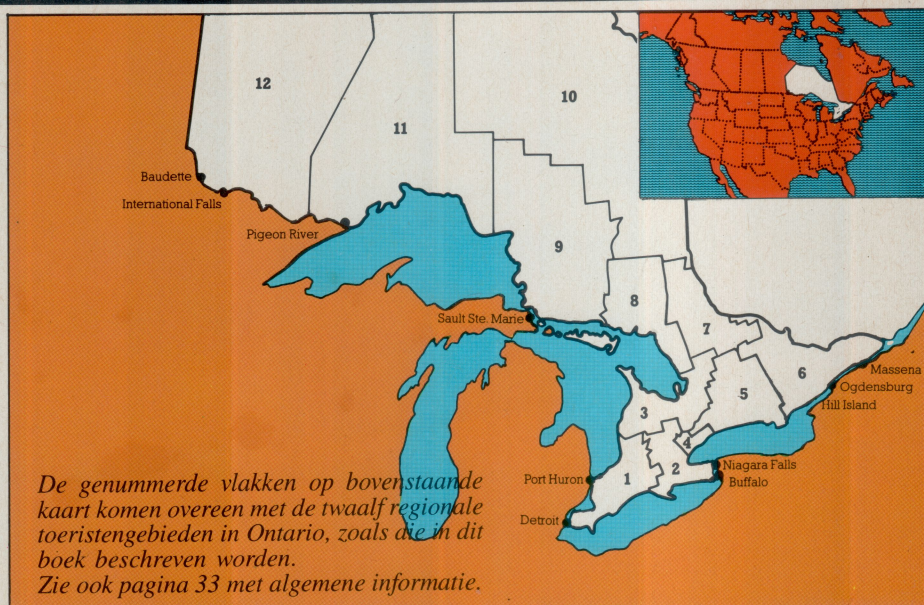 12
11
10
Baudette
International Falls
Pigeon River
9
8
Sault Ste. Marie
7
Massena
6
Ogdensburg
5
Hill Island
3
4
Niagara Falls
2
Port Huron
1
Buffalo
Detroit
De genummerde vlakken op bovenstaande
kaart komen overeen met de twaalf regionale
toeristengebieden in Ontario, zoals die in dit
boek beschreven worden.
Zie ook pagina 33 met algemene informatie.